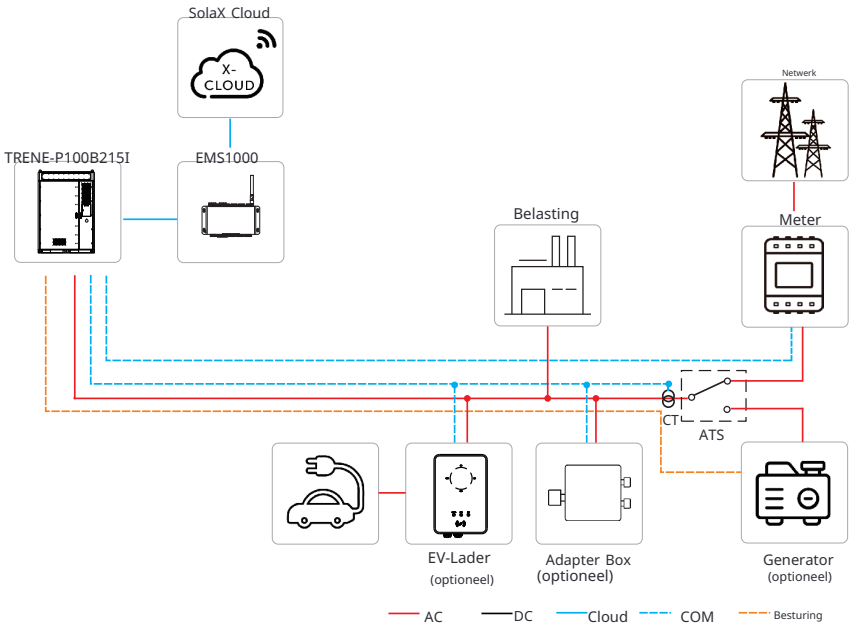 SolaX Cloud
X-
CLOUD
Netwerk
TRENE-P100B215I
EMS1000
Belasting
Meter
CT
ATS
EV-Lader
(optioneel)
Adapter Box
(optioneel)
Generator
(optioneel)
AC
DC
Cloud
COM
Besturing